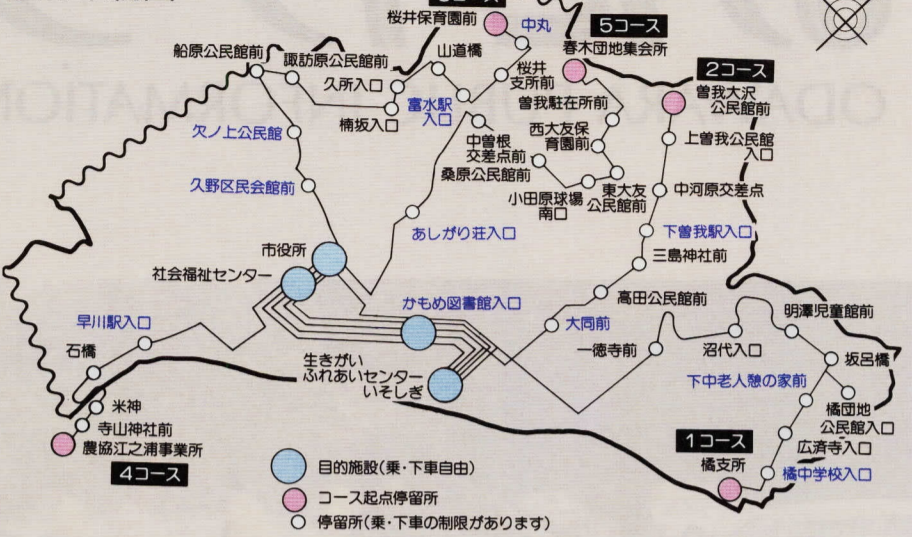 桜井保育園前
中丸
5コース
春木団地集会所
2コース
船原公民館前
諏訪原公民館前
山道橋
桜井
支所前
久所入口
富水駅
入口
楠坂入口
曽我駐在所前
曽我大沢
公民館前
欠ノ上公民館
中曽根
交差点前
桑原公民館前
西大友保
育園前
上曽我公民館
入口
久野区民会館前
小田原球場
南口
東大友
公民館前
中河原交差点
あしがり荘入口
下曽我駅入口
市役所
社会福祉センター
三島神社前
かもめ図書館入口
高田公民館前
明澤児童館前
早川駅入口
大同前
石橋
一徳寺前
沼代入口
坂呂橋
生きがい
ふれあいセンター
いそしぎ
下中老人憩の家前
米神
橘団地
公民館入口
寺山神社前
農協江之浦事業所
1コース
広済寺入口
4コース
橘支所
橘中学校入口
目的施設(乗・下車自由)
コース起点停留所
停留所(乗・下車の制限があります)